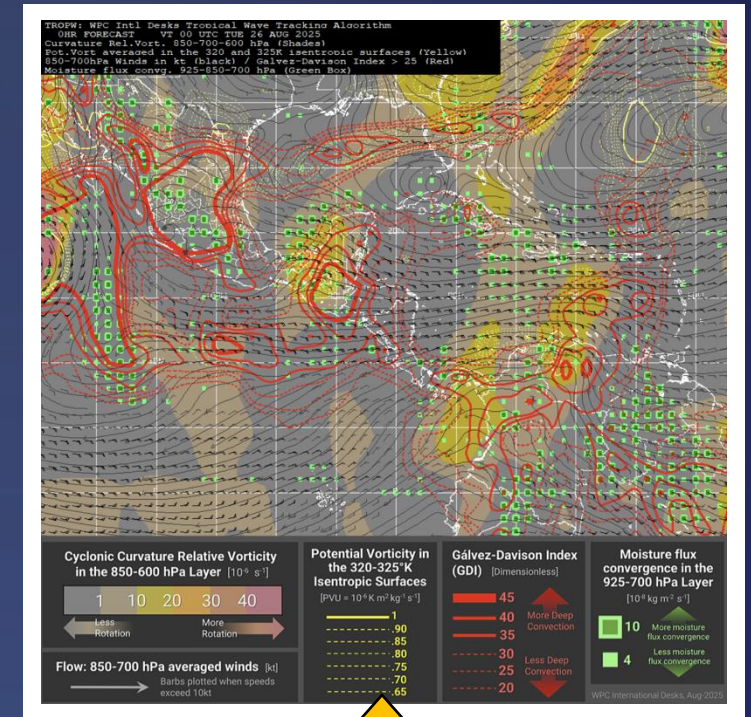 TROPW: WPC Intl Desks Tropical Wave Tracking Algorithm
0HR FORECAST VT 00 UTC TUE 26 AUG 2025
Curvature Rel.Vort. 850-700-600 hPa (Shades)
Pot.Vort averaged in the 320 and 325K isentropic surfaces (Yellow)
850-700hPa Winds in kt (black) / Galvez-Davison Index > 25 (Red)
Moisture flux convg. 925-850-700 hPa (Green Box)
Cyclonic Curvature Relative Vorticity
in the 850-600 hPa Layer [10⁻⁶ s⁻¹]
1 10 20 30 40
Less
Rotation
More
Rotation
Flow: 850-700 hPa averaged winds [kt]
Barbs plotted when speeds
exceed 10kt
Potential Vorticity in
the 320-325°K
Isentropic Surfaces
[PVU = 10⁻⁶ K m² kg⁻¹ s⁻¹]
1
.90
.85
.80
.75
.70
.65
Gálvez-Davison Index
(GDI) [Dimensionless]
45
40
35
30
25
20
More Deep
Convection
Less Deep
Convection
Moisture flux
convergence in the
925-700 hPa Layer
[10⁻⁸ kg m⁻² s⁻¹]
10
More moisture
flux convergence
4
Less moisture
flux convergence
WPC International Desks, Aug-2025